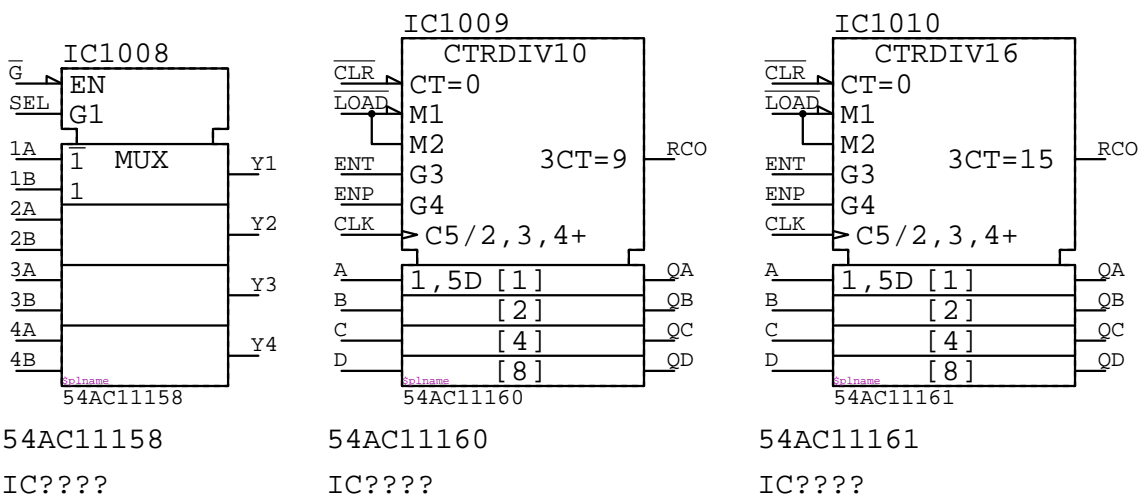 IC1008
G̅
EN
SEL
G1
1A
1̅
MUX
Y1
1B
1
2A
Y2
2B
3A
Y3
3B
4A
Y4
4B
$plname
54AC11158
54AC11158
IC????
IC1009
CTRDIV10
C̅L̅R̅
CT=0
L̅O̅A̅D̅
M1
M2
3CT=9
RCO
ENT
G3
ENP
G4
CLK
C5/2,3,4+
A
1,5D [1]
QA
B
[2]
QB
C
[4]
QC
D
[8]
QD
$plname
54AC11160
54AC11160
IC????
IC1010
CTRDIV16
C̅L̅R̅
CT=0
L̅O̅A̅D̅
M1
M2
3CT=15
RCO
ENT
G3
ENP
G4
CLK
C5/2,3,4+
A
1,5D [1]
QA
B
[2]
QB
C
[4]
QC
D
[8]
QD
$plname
54AC11161
54AC11161
IC????